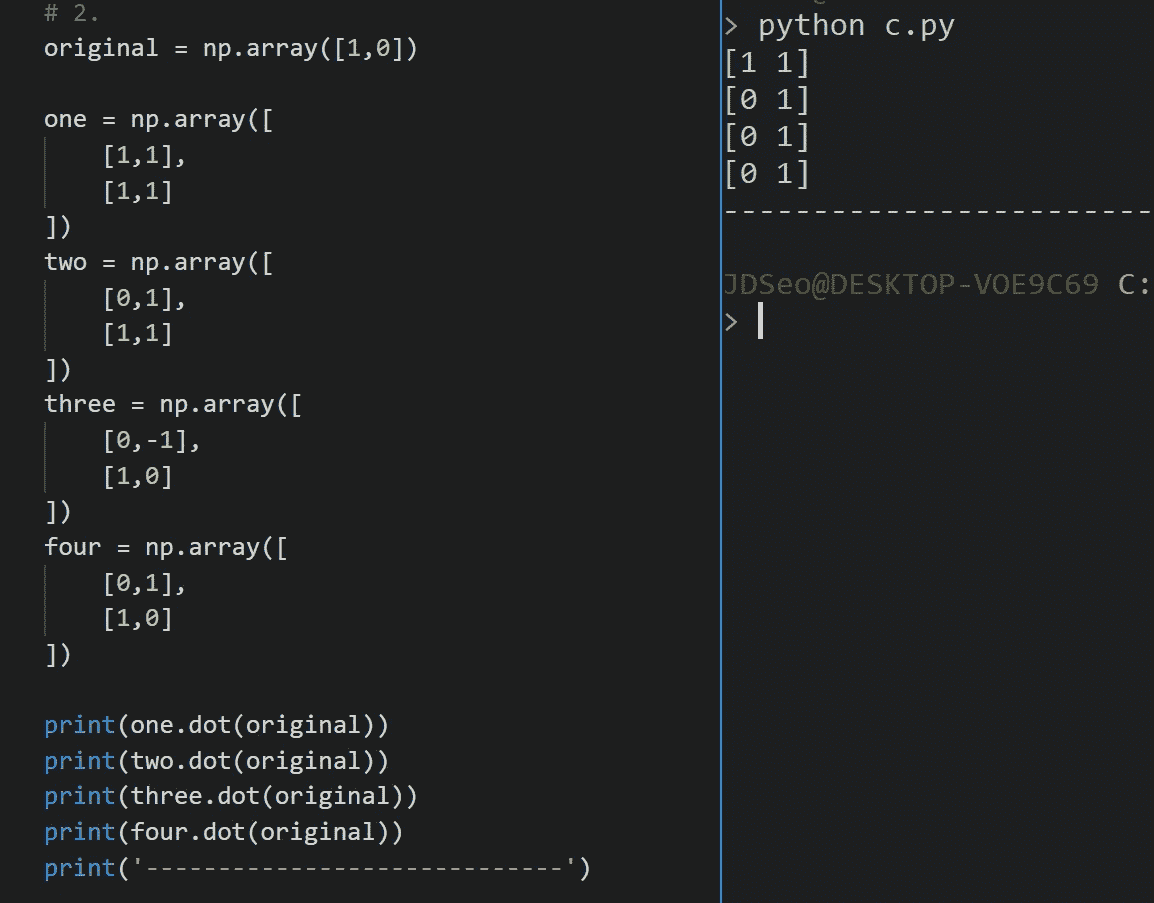 # 2.
original = np.array([1,0])
one = np.array([
    [1,1],
    [1,1]
])
two = np.array([
    [0,1],
    [1,1]
])
three = np.array([
    [0,-1],
    [1,0]
])
four = np.array([
    [0,1],
    [1,0]
])
print(one.dot(original))
print(two.dot(original))
print(three.dot(original))
print(four.dot(original))
print('-----------------------------')
> python c.py
[1 1]
[0 1]
[0 1]
[0 1]
------------------------
JDSeo@DESKTOP-VOE9C69 C:
>